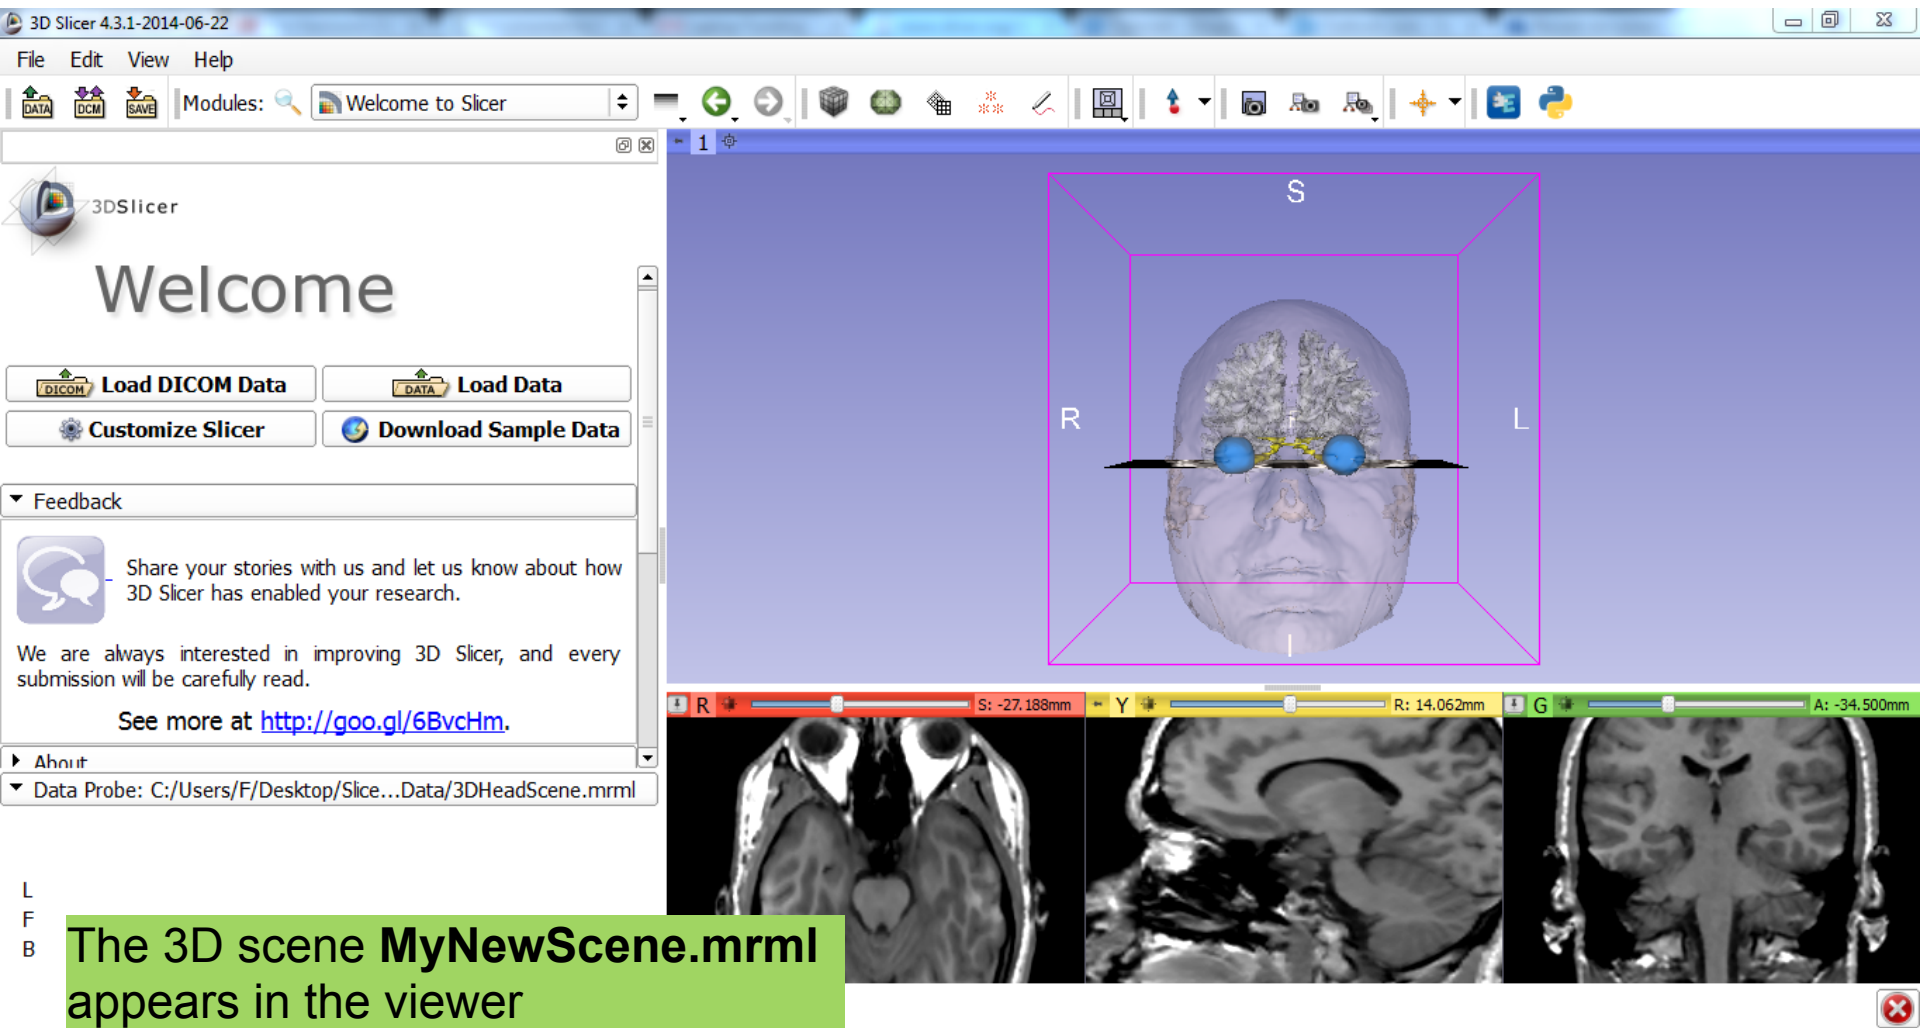 3D Slicer 4.3.1-2014-06-22
File Edit View Help
DATA DCM SAVE Modules: Welcome to Slicer
1
3DSlicer
Welcome
DICOM Load DICOM Data
DATA Load Data
Customize Slicer
Download Sample Data
Feedback
Share your stories with us and let us know about how
3D Slicer has enabled your research.
We are always interested in improving 3D Slicer, and every
submission will be carefully read.
See more at http://goo.gl/6BvcHm.
About
Data Probe: C:/Users/F/Desktop/Slice...Data/3DHeadScene.mrml
L
F
B
S
R
L
I
R S: -27.188mm
Y R: 14.062mm
G A: -34.500mm
The 3D scene MyNewScene.mrml
appears in the viewer